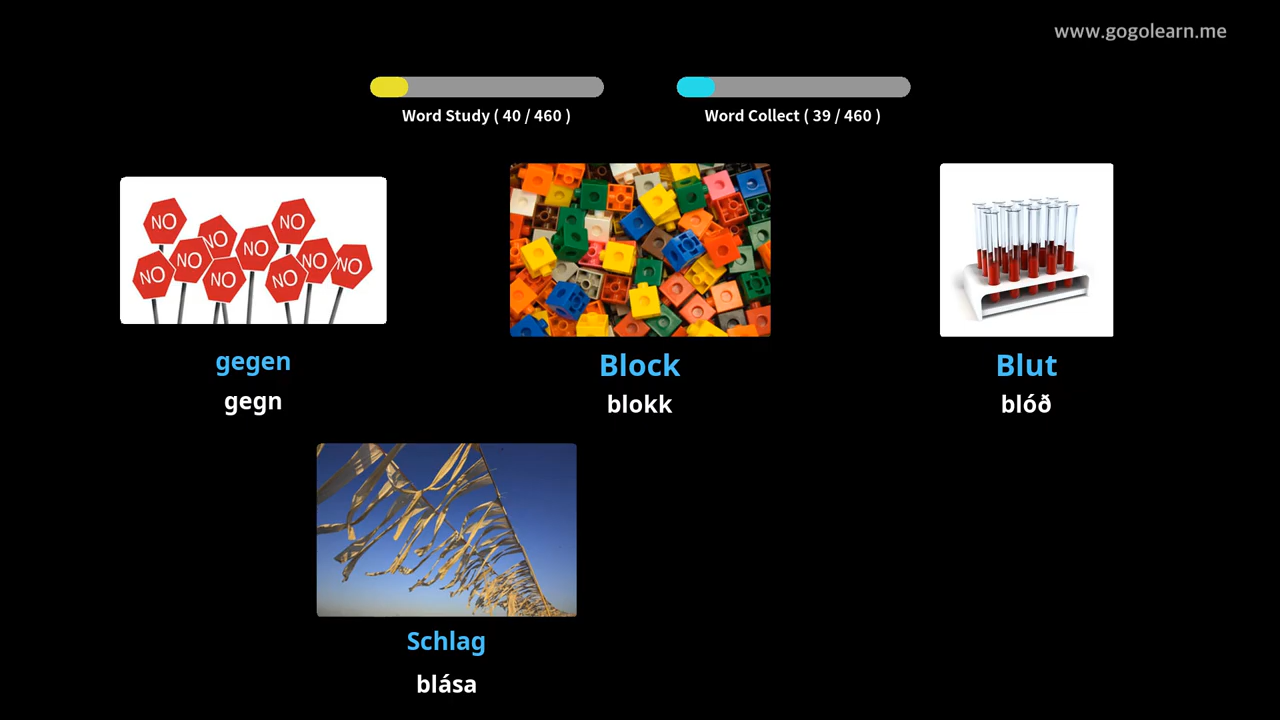 www.gogolearn.me
Word Study ( 40 / 460 )
Word Collect ( 39 / 460 )
NO
NO
NO
NO
NO
NO
NO
NO
NO
gegen
gegn
Block
blokk
Blut
blóð
Schlag
blása